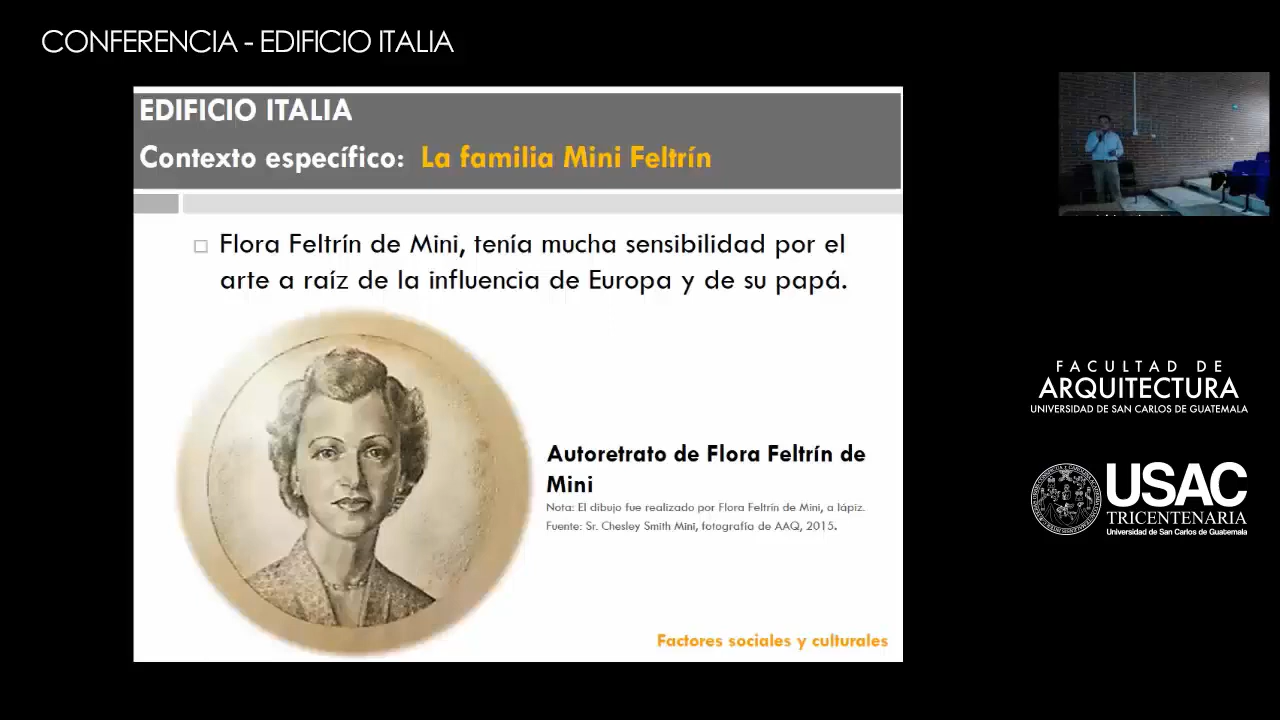 CONFERENCIA - EDIFICIO ITALIA
EDIFICIO ITALIA
Contexto específico: La familia Mini Feltrín
Flora Feltrín de Mini, tenía mucha sensibilidad por el
arte a raíz de la influencia de Europa y de su papá.
Autoretrato de Flora Feltrín de
Mini
Nota: El dibujo fue realizado por Flora Feltrín de Mini, a lápiz.
Fuente: Sr. Chesley Smith Mini, fotografía de AAQ, 2015.
Factores sociales y culturales
FACULTAD DE
ARQUITECTURA
UNIVERSIDAD DE SAN CARLOS DE GUATEMALA
USAC
TRICENTENARIA
Universidad de San Carlos de Guatemala